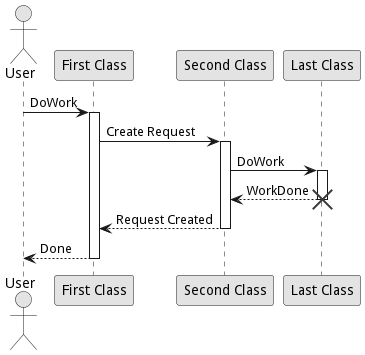 User
First Class
Second Class
Last Class
DoWork
Create Request
DoWork
WorkDone
Request Created
Done
User
First Class
Second Class
Last Class